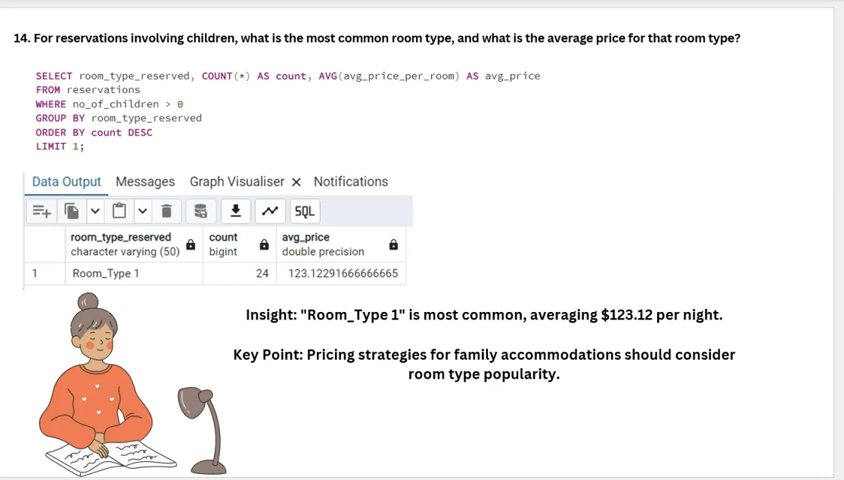 14. For reservations involving children, what is the most common room type, and what is the average price for that room type?
SELECT room_type_reserved, COUNT(*) AS count, AVG(avg_price_per_room) AS avg_price
FROM reservations
WHERE no_of_children > 0
GROUP BY room_type_reserved
ORDER BY count DESC
LIMIT 1;
Data Output Messages Graph Visualiser × Notifications
SQL
room_type_reserved count avg_price
character varying (50) bigint double precision
1 Room_Type 1 24 123.12291666666665
Insight: "Room_Type 1" is most common, averaging $123.12 per night.
Key Point: Pricing strategies for family accommodations should consider
room type popularity.